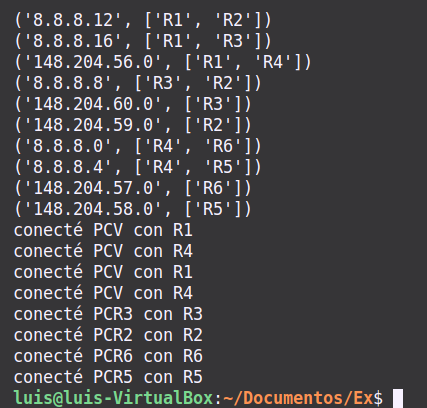 ('8.8.8.12', ['R1', 'R2'])
('8.8.8.16', ['R1', 'R3'])
('148.204.56.0', ['R1', 'R4'])
('8.8.8.8', ['R3', 'R2'])
('148.204.60.0', ['R3'])
('148.204.59.0', ['R2'])
('8.8.8.0', ['R4', 'R6'])
('8.8.8.4', ['R4', 'R5'])
('148.204.57.0', ['R6'])
('148.204.58.0', ['R5'])
conecté PCV con R1
conecté PCV con R4
conecté PCV con R1
conecté PCV con R4
conecté PCR3 con R3
conecté PCR2 con R2
conecté PCR6 con R6
conecté PCR5 con R5
luis@luis-VirtualBox:~/Documentos/Ex$